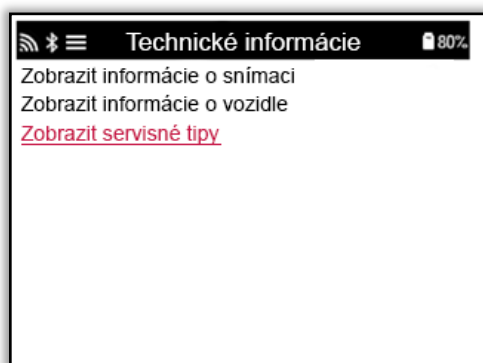 Technické informácie 80%
Zobrazit informácie o snímaci
Zobrazit informácie o vozidle
Zobrazit servisné tipy